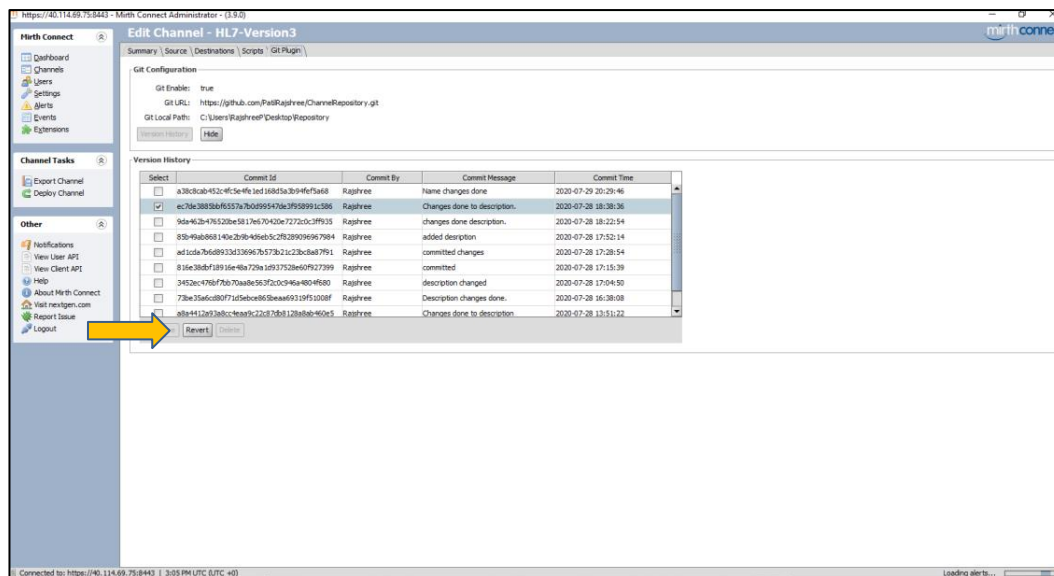 https://40.114.69.75:8443 - Mirth Connect Administrator - (3.9.0)
Mirth Connect
Dashboard
Channels
Users
Settings
Alerts
Events
Extensions
Channel Tasks
Export Channel
Deploy Channel
Other
Notifications
View User API
View Client API
Help
About Mirth Connect
Visit nextgen.com
Report Issue
Logout
Edit Channel - HL7-Version3
mirth conne
Summary \ Source \ Destinations \ Scripts \ Git Plugin \
Git Configuration
Git Enable: true
Git URL: https://github.com/PatilRajshree/ChannelRepository.git
Git Local Path: C:\Users\RajshreeP\Desktop\Repository
Version History Hide
Version History
Select Commit Id Commit By Commit Message Commit Time
a38c8cab452c4fc5e4fe1ed168d5a3b94fef5a68 Rajshree Name changes done 2020-07-29 20:29:46
ec7de3885bbf6557a7b0d99547de3f958991c586 Rajshree Changes done to description. 2020-07-28 18:38:36
9da462b476520be5817e670420e7272c0c3ff935 Rajshree changes done description. 2020-07-28 18:22:54
85b49ab868140e2b9b4d6eb5c2f8289096967984 Rajshree added desription 2020-07-28 17:52:14
ad1cda7b6d8933d336967b573b21c23bc8a87f91 Rajshree committed changes 2020-07-28 17:28:54
816e38dbf18916e48a729a1d937528e60f927399 Rajshree committed 2020-07-28 17:15:39
3452ec476bf7bb70aa8e563f2c0c946a4804f680 Rajshree description changed 2020-07-28 17:04:50
73be35a6cd80f71d5ebce865beaa69319f51008f Rajshree Description changes done. 2020-07-28 16:38:08
a8a4412a93a8cc4eaa9c22c87db8128a8ab460e5 Rajshree Changes done to description 2020-07-28 13:51:22
Revert Delete
Connected to: https://40.114.69.75:8443 | 3:05 PM UTC (UTC +0)
Loading alerts...